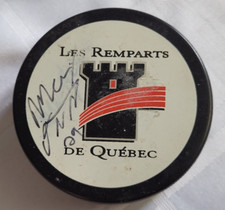 LES REMPARTS
DE QUÉBEC